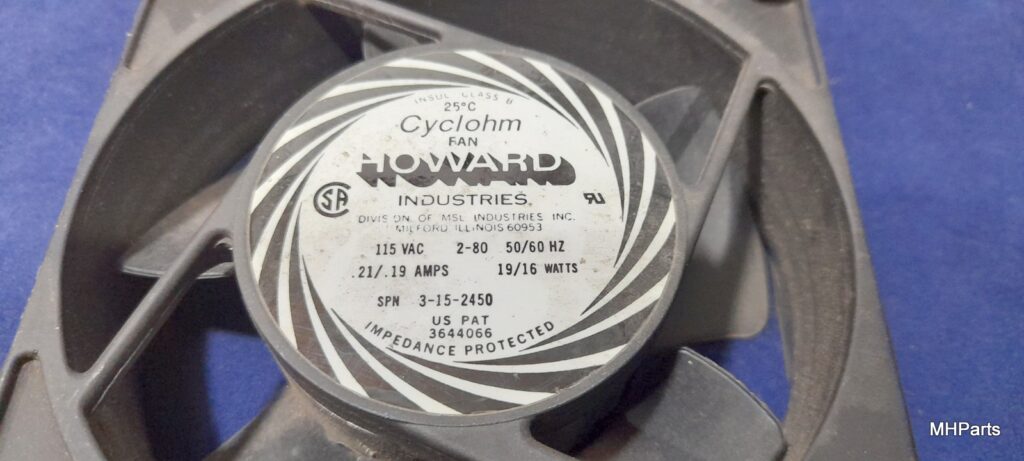 INSUL CLASS B
25°C
Cyclohm
FAN
HOWARD
INDUSTRIES
DIVISION OF MSL INDUSTRIES INC.
MILFORD ILLINOIS 60953
115 VAC 2-80 50/60 HZ
.21/.19 AMPS 19/16 WATTS
SPN 3-15-2450
US PAT
3644066
IMPEDANCE PROTECTED
SA
MHParts